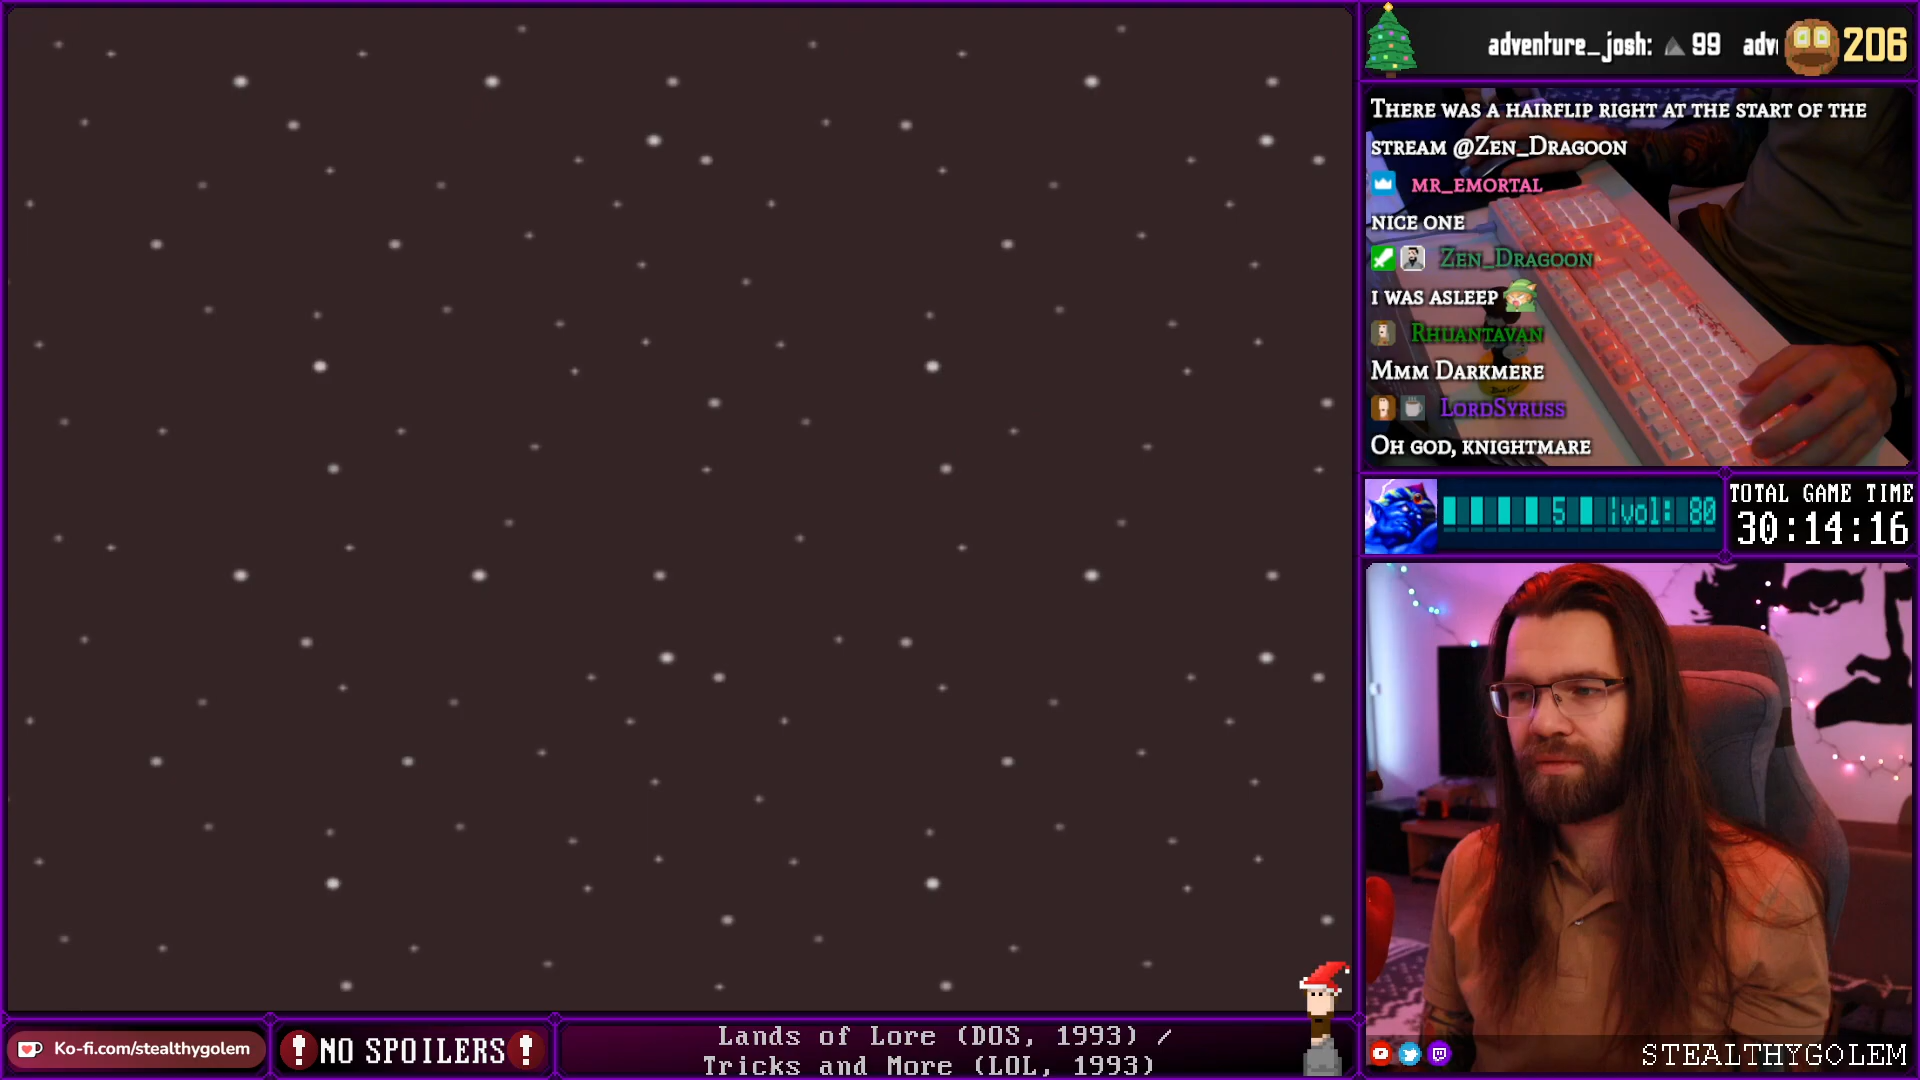 adventure_josh: 99 adv
206
There was a hairflip right at the start of the
stream @Zen_Dragoon
mr_emortal
nice one
Zen_Dragoon
i was asleep
Rhuantavan
Mmm Darkmere
LordSyruss
Oh god, knightmare
5 vol: 80
TOTAL GAME TIME
30:14:16
Ko-fi.com/stealthygolem
! NO SPOILERS !
Lands of Lore (DOS, 1993) /
Tricks and More (LOL, 1993)
STEALTHYGOLEM